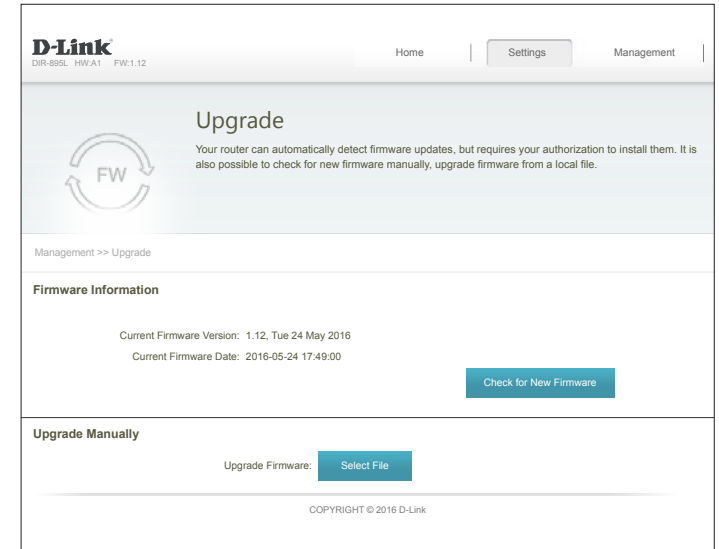 D-Link
DIR-895L HW:A1 FW:1.12
Home
Settings
Management
Upgrade
Your router can automatically detect firmware updates, but requires your authorization to install them. It is
also possible to check for new firmware manually, upgrade firmware from a local file.
FW
Management >> Upgrade
Firmware Information
Current Firmware Version: 1.12, Tue 24 May 2016
Current Firmware Date: 2016-05-24 17:49:00
Check for New Firmware
Upgrade Manually
Upgrade Firmware: Select File
COPYRIGHT © 2016 D-Link